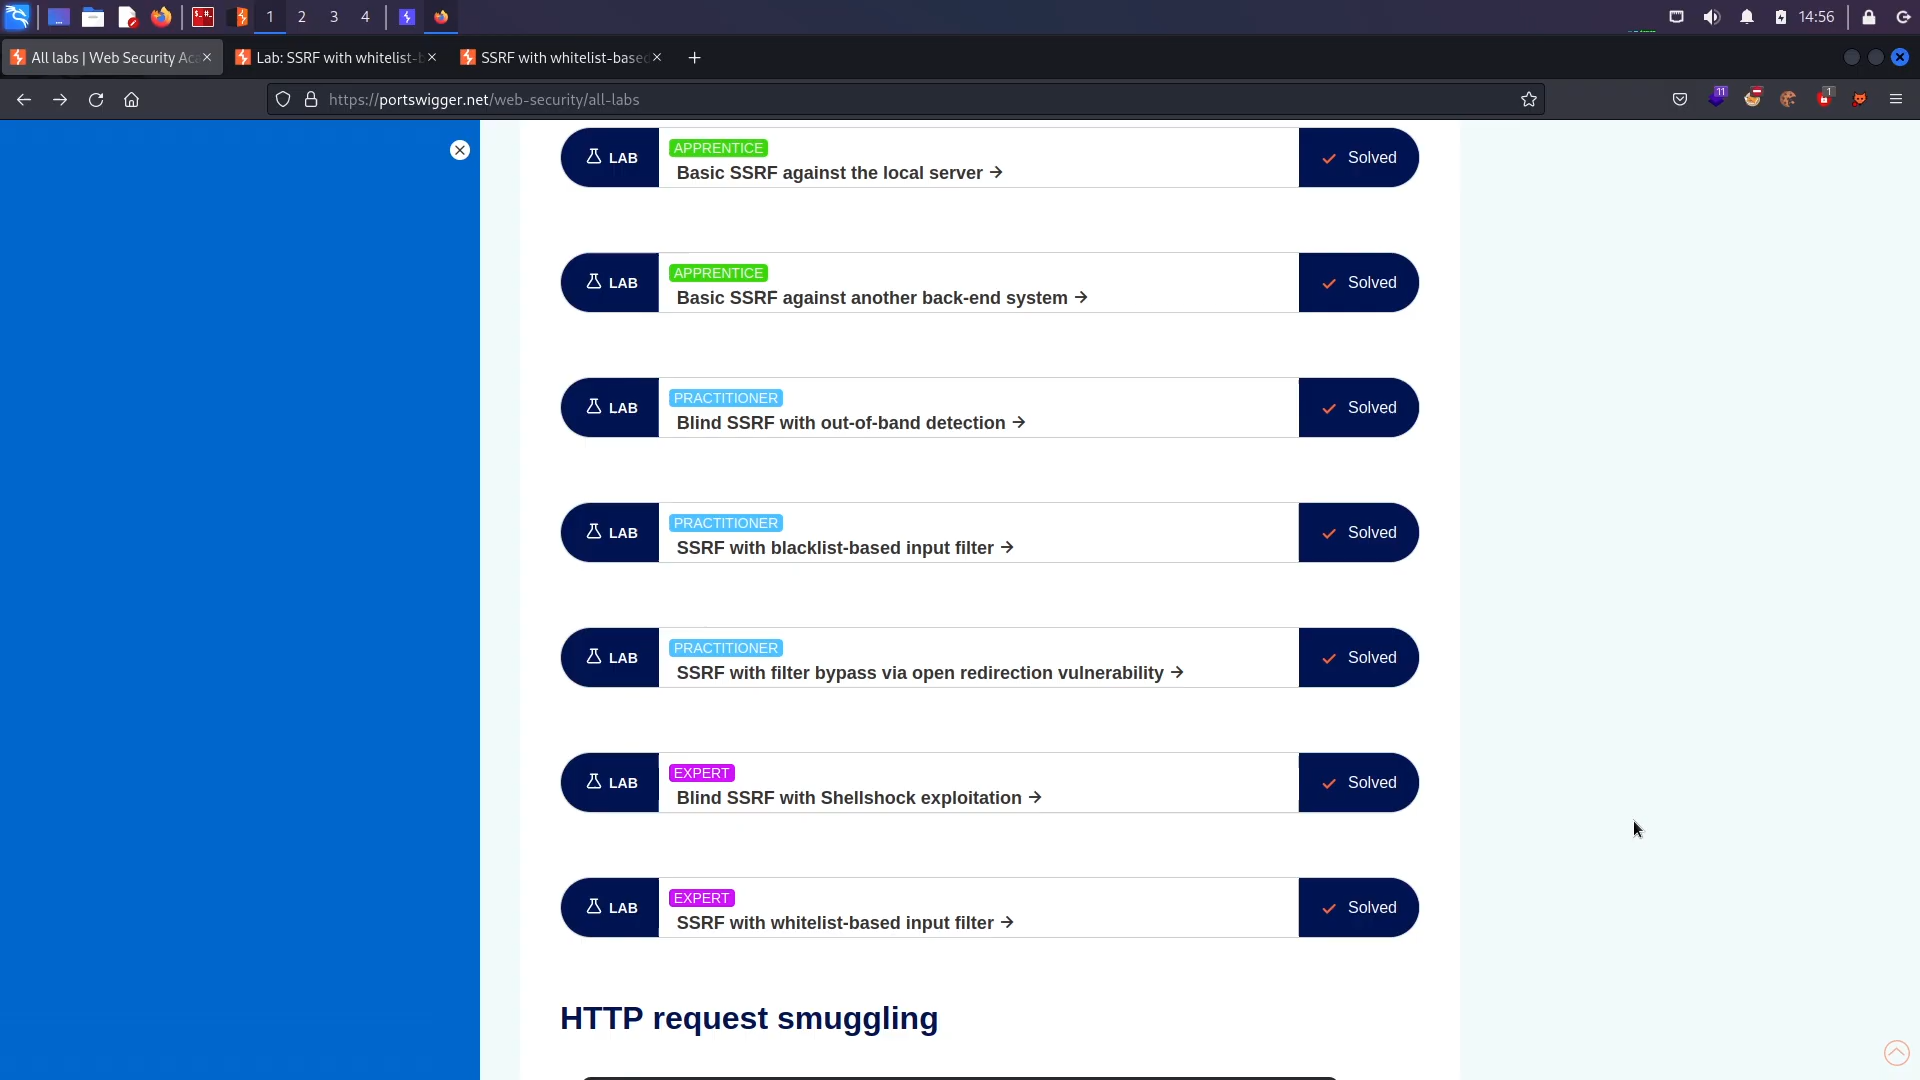 1 2 3 4
14:56
All labs | Web Security Aca
Lab: SSRF with whitelist-b
SSRF with whitelist-based
https://portswigger.net/web-security/all-labs
11
1
LAB
APPRENTICE
Basic SSRF against the local server →
Solved
LAB
APPRENTICE
Basic SSRF against another back-end system →
Solved
LAB
PRACTITIONER
Blind SSRF with out-of-band detection →
Solved
LAB
PRACTITIONER
SSRF with blacklist-based input filter →
Solved
LAB
PRACTITIONER
SSRF with filter bypass via open redirection vulnerability →
Solved
LAB
EXPERT
Blind SSRF with Shellshock exploitation →
Solved
LAB
EXPERT
SSRF with whitelist-based input filter →
Solved
HTTP request smuggling